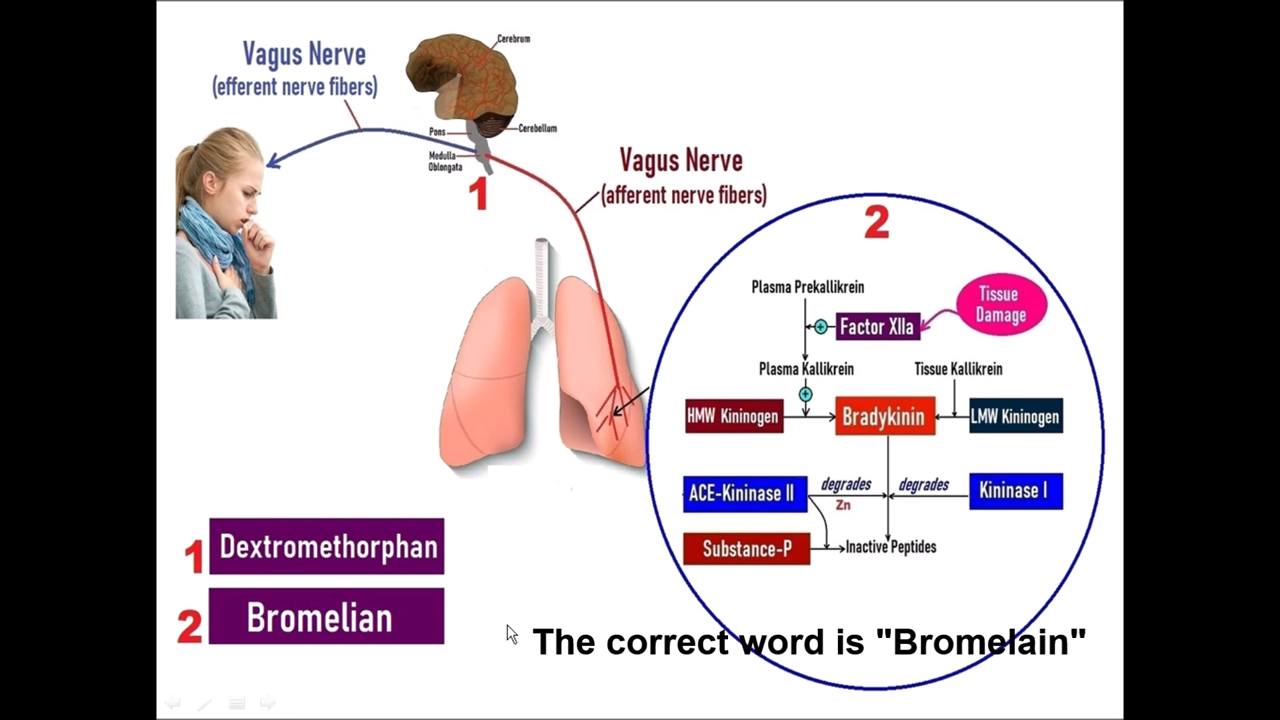 Vagus Nerve
(efferent nerve fibers)
Cerebrum
Pons
Cerebellum
Medulla
Oblongata
1
Vagus Nerve
(afferent nerve fibers)
2
Plasma Prekallikrein
Tissue
Damage
+
Factor XIIa
Plasma Kallikrein
Tissue Kallikrein
+
HMW Kininogen
Bradykinin
LMW Kininogen
ACE-Kininase II
degrades
degrades
Kininase I
Zn
Substance-P
Inactive Peptides
1
Dextromethorphan
2
Bromelian
The correct word is "Bromelain"